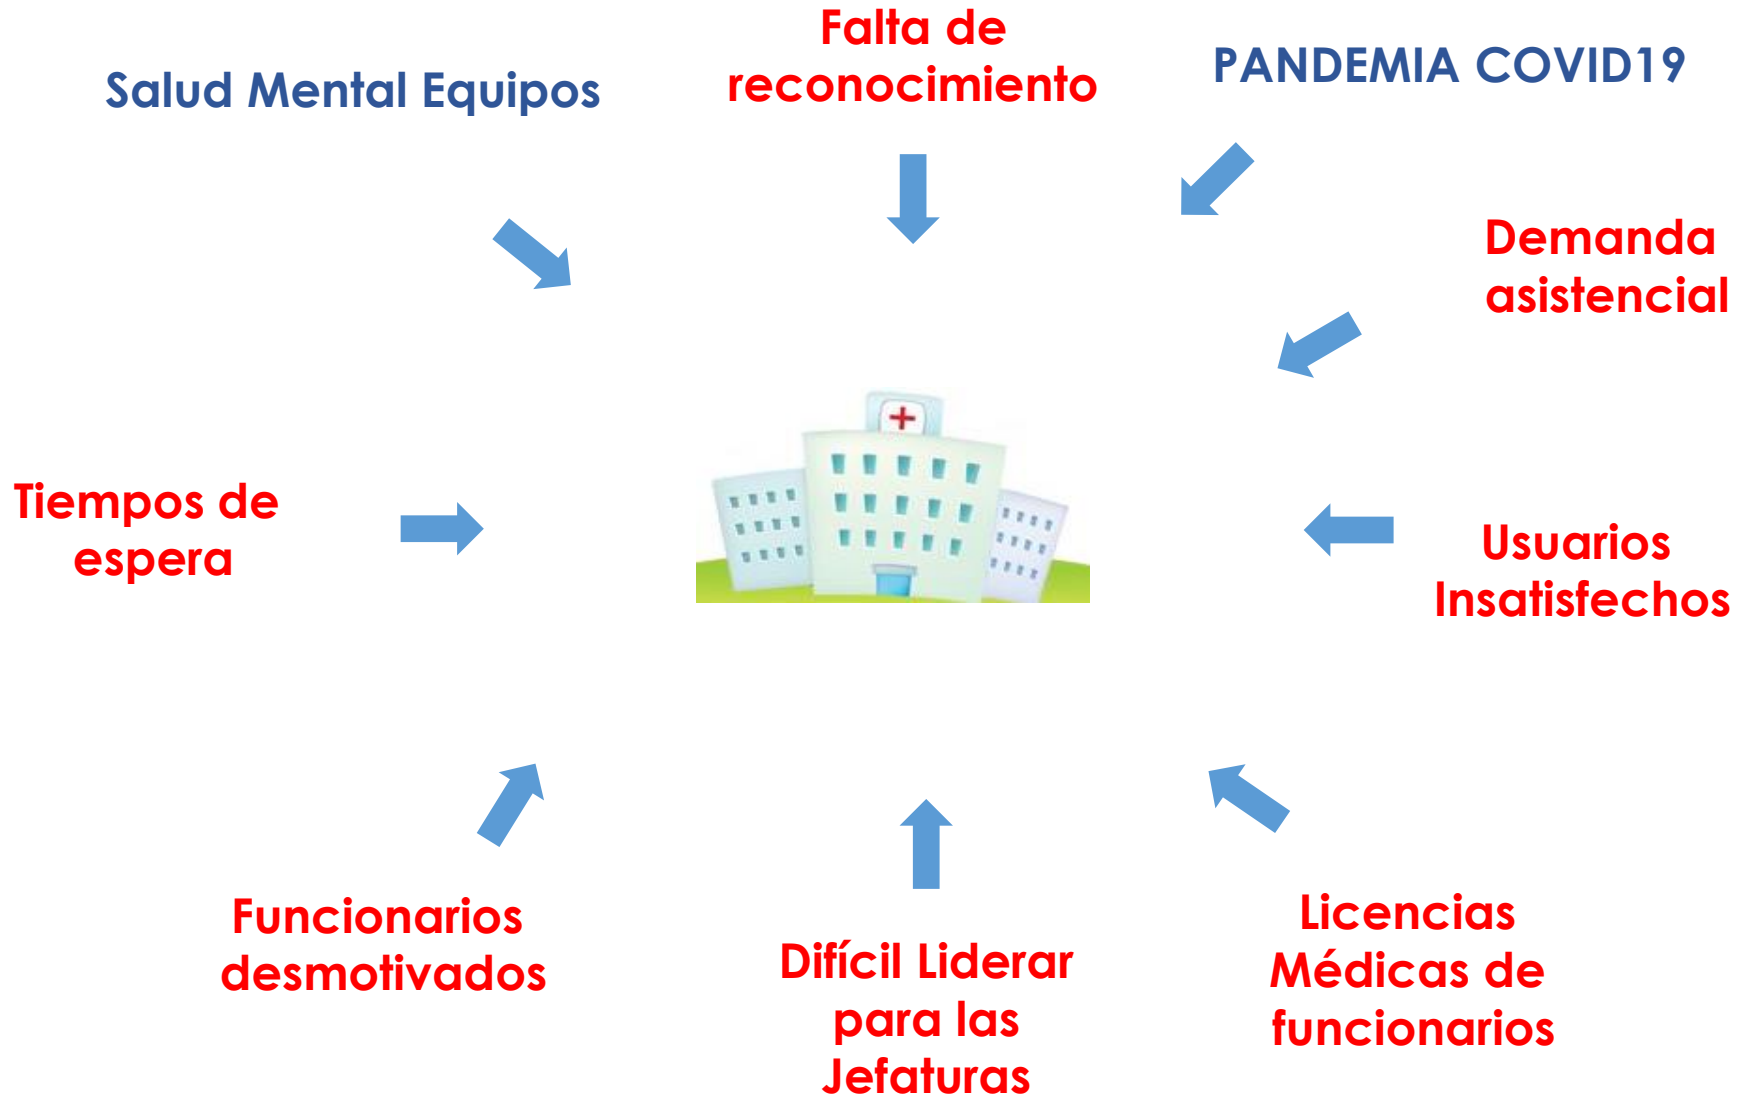 Falta de
reconocimiento
PANDEMIA COVID19
Salud Mental Equipos
Demanda
asistencial
Tiempos de
espera
Usuarios
Insatisfechos
Funcionarios
desmotivados
Difícil Liderar
para las
Jefaturas
Licencias
Médicas de
funcionarios